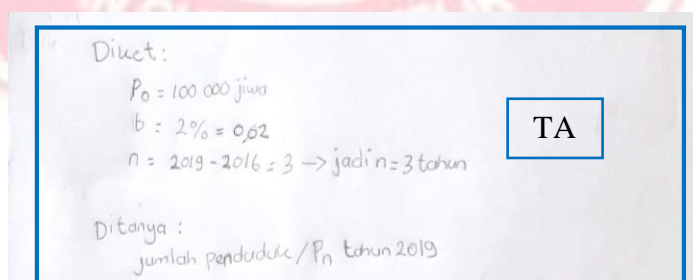 Diket:
P₀ = 100 000 jiwa
b = 2% = 0,02
n = 2019 - 2016 = 3 → jadi n = 3 tahun
TA
Ditanya :
jumlah penduduk / Pn tahun 2019